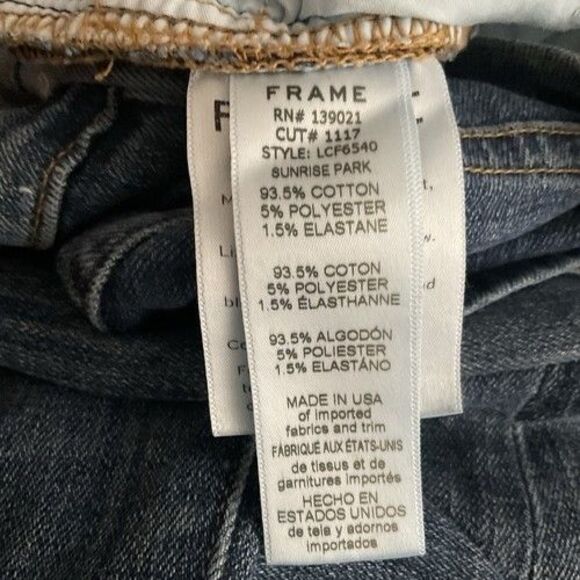 FRAME
RN# 139021
CUT# 1117
STYLE: LCF6540
SUNRISE PARK
93.5% COTTON
5% POLYESTER
1.5% ELASTANE
93.5% COTON
5% POLYESTER
1.5% ÉLASTHANNE
93.5% ALGODÓN
5% POLIESTER
1.5% ELASTÁNO
MADE IN USA
of imported
fabrics and trim
FABRIQUÉ AUX ÉTATS-UNIS
de tissus et de
garnitures importés
HECHO EN
ESTADOS UNIDOS
de tela y adornos
importados